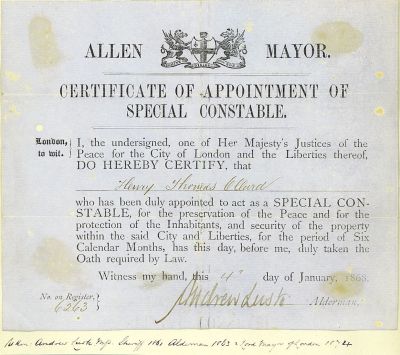 ALLEN MAYOR.
CERTIFICATE OF APPOINTMENT OF
SPECIAL CONSTABLE.
London, to wit.
I, the undersigned, one of Her Majesty's Justices of the
Peace for the City of London and the Liberties thereof,
DO HEREBY CERTIFY, that
Henry Thomas
who has been duly appointed to act as a SPECIAL CON-
STABLE, for the preservation of the Peace and for the
protection of the Inhabitants, and security of the property
within the said City and Liberties, for the period of Six
Calendar Months, has this day, before me, duly taken the
Oath required by Law.
Witness my hand, this 4th day of January, 1868.
Andrew Lusk Alderman.
No. on Register,
6263
Andrew Lusk Sheriff 1861 Alderman 1863 & Lord Mayor of London 1874